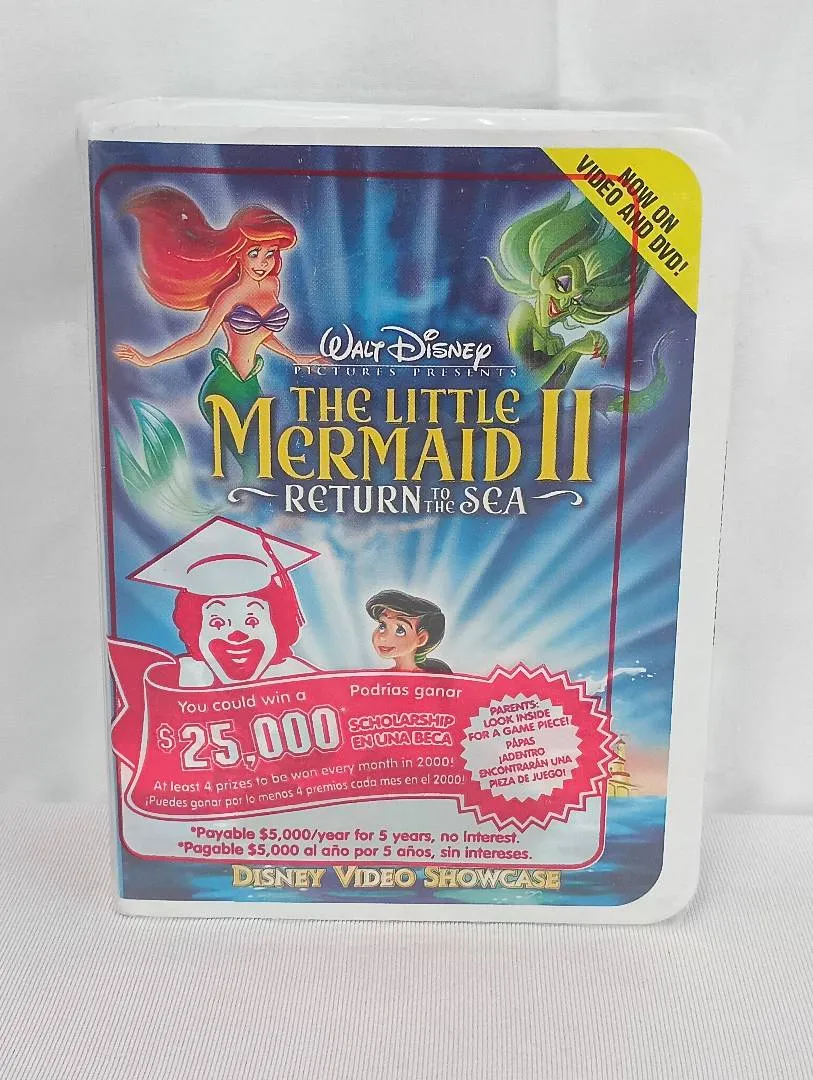 NOW ON
VIDEO AND DVD!
WALT DISNEY
PICTURES PRESENTS
THE LITTLE
MERMAID II
RETURN TO THE SEA
You could win a
$25,000*
SCHOLARSHIP
Podrías ganar
EN UNA BECA
At least 4 prizes to be won every month in 2000!
¡Puedes ganar por lo menos 4 premios cada mes en el 2000!
PARENTS:
LOOK INSIDE
FOR A GAME PIECE!
PAPAS
¡ADENTRO
ENCONTRARÁN UNA
PIEZA DE JUEGO!
*Payable $5,000/year for 5 years, no Interest.
*Pagable $5,000 al año por 5 años, sin intereses.
DISNEY VIDEO SHOWCASE